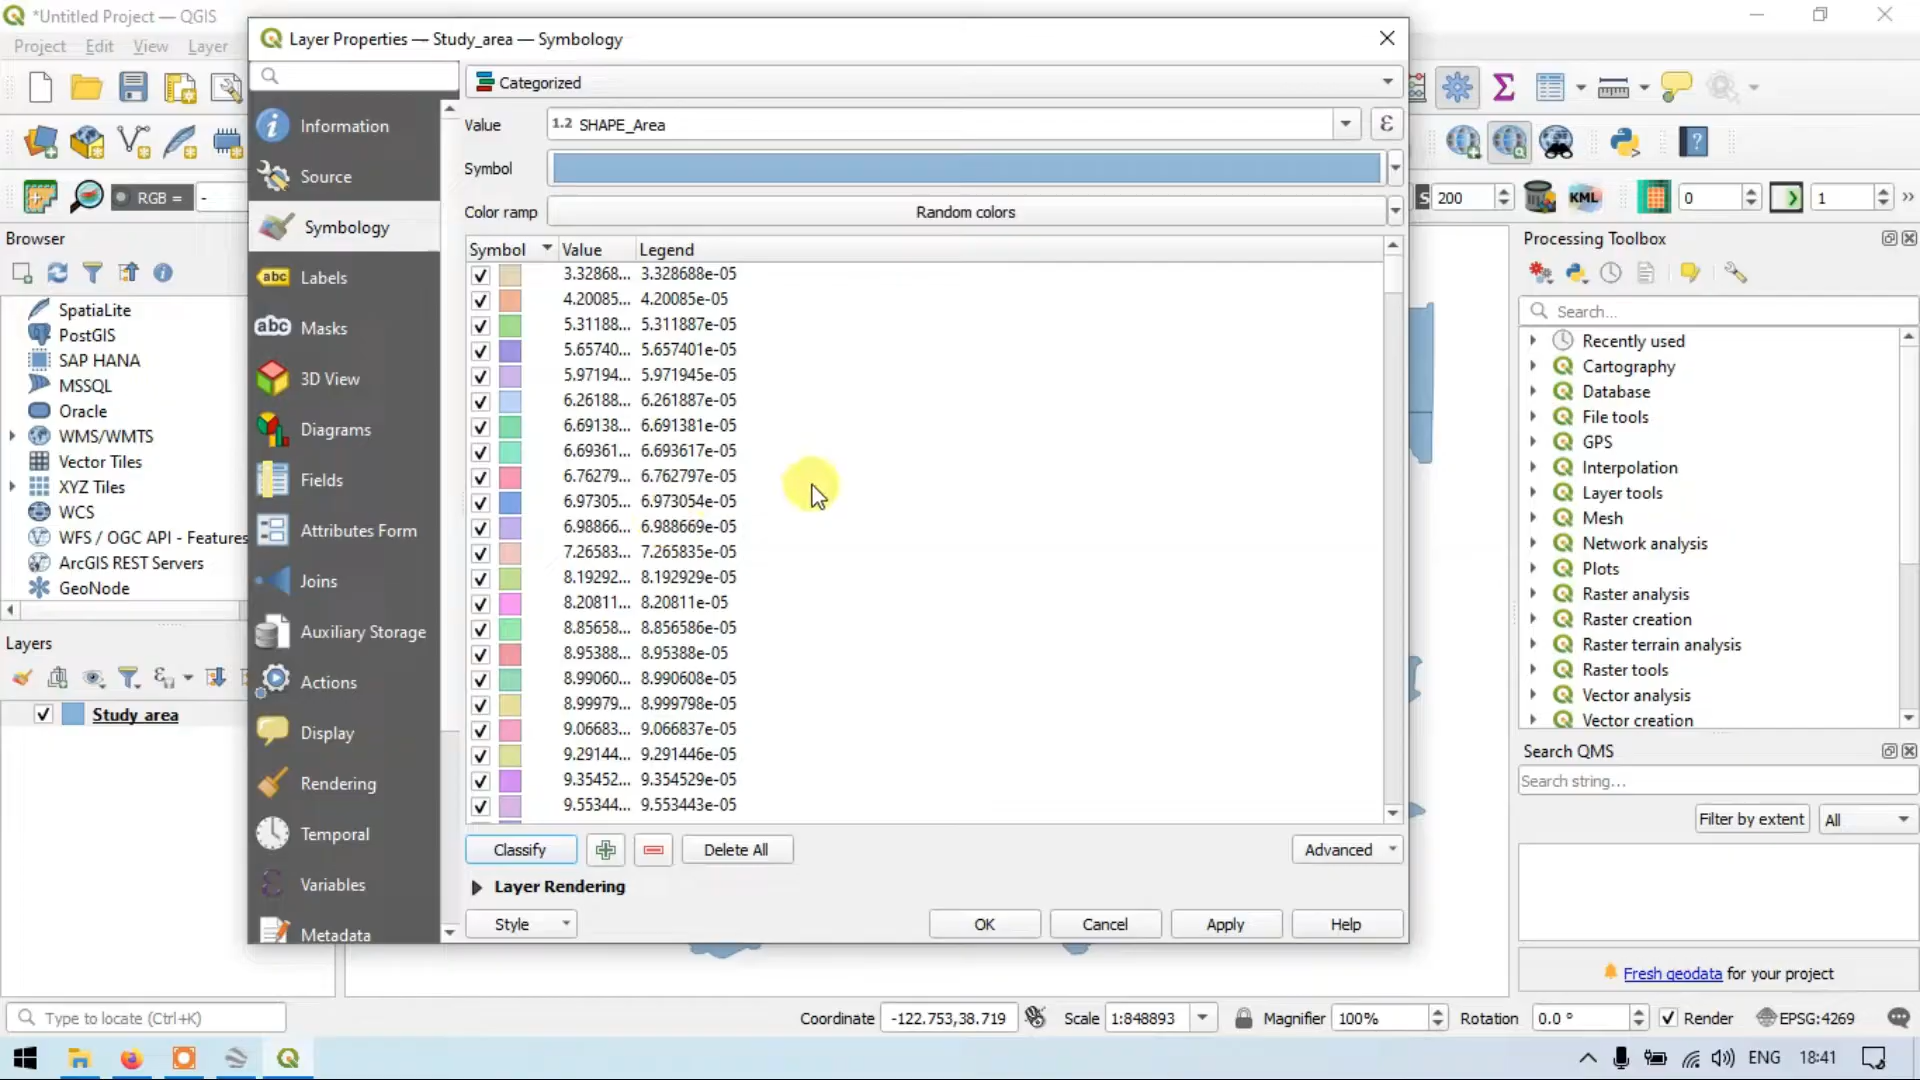 *Untitled Project — QGIS
Project Edit View Layer
RGB = -
S 200 KML 0 1 »
Browser
SpatiaLite
PostGIS
SAP HANA
MSSQL
Oracle
WMS/WMTS
Vector Tiles
XYZ Tiles
WCS
WFS / OGC API - Features
ArcGIS REST Servers
GeoNode
Layers
Study_area
Type to locate (Ctrl+K)
Layer Properties — Study_area — Symbology
Information
Source
Symbology
abc Labels
abc Masks
3D View
Diagrams
Fields
Attributes Form
Joins
Auxiliary Storage
Actions
Display
Rendering
Temporal
Variables
Metadata
Categorized
Value 1.2 SHAPE_Area ε
Symbol
Color ramp Random colors
Symbol Value Legend
3.32868... 3.328688e-05
4.20085... 4.20085e-05
5.31188... 5.311887e-05
5.65740... 5.657401e-05
5.97194... 5.971945e-05
6.26188... 6.261887e-05
6.69138... 6.691381e-05
6.69361... 6.693617e-05
6.76279... 6.762797e-05
6.97305... 6.973054e-05
6.98866... 6.988669e-05
7.26583... 7.265835e-05
8.19292... 8.192929e-05
8.20811... 8.20811e-05
8.85658... 8.856586e-05
8.95388... 8.95388e-05
8.99060... 8.990608e-05
8.99979... 8.999798e-05
9.06683... 9.066837e-05
9.29144... 9.291446e-05
9.35452... 9.354529e-05
9.55344... 9.553443e-05
Classify Delete All Advanced
Layer Rendering
Style OK Cancel Apply Help
Processing Toolbox
Search...
Recently used
Cartography
Database
File tools
GPS
Interpolation
Layer tools
Mesh
Network analysis
Plots
Raster analysis
Raster creation
Raster terrain analysis
Raster tools
Vector analysis
Vector creation
Search QMS
Search string...
Filter by extent All
Fresh geodata for your project
Coordinate -122.753,38.719 Scale 1:848893 Magnifier 100% Rotation 0.0 ° Render EPSG:4269
ENG 18:41